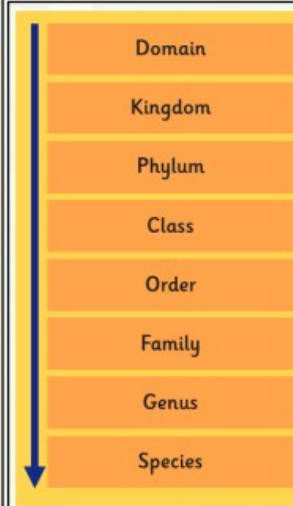 Domain
Kingdom
Phylum
Class
Order
Family
Genus
Species